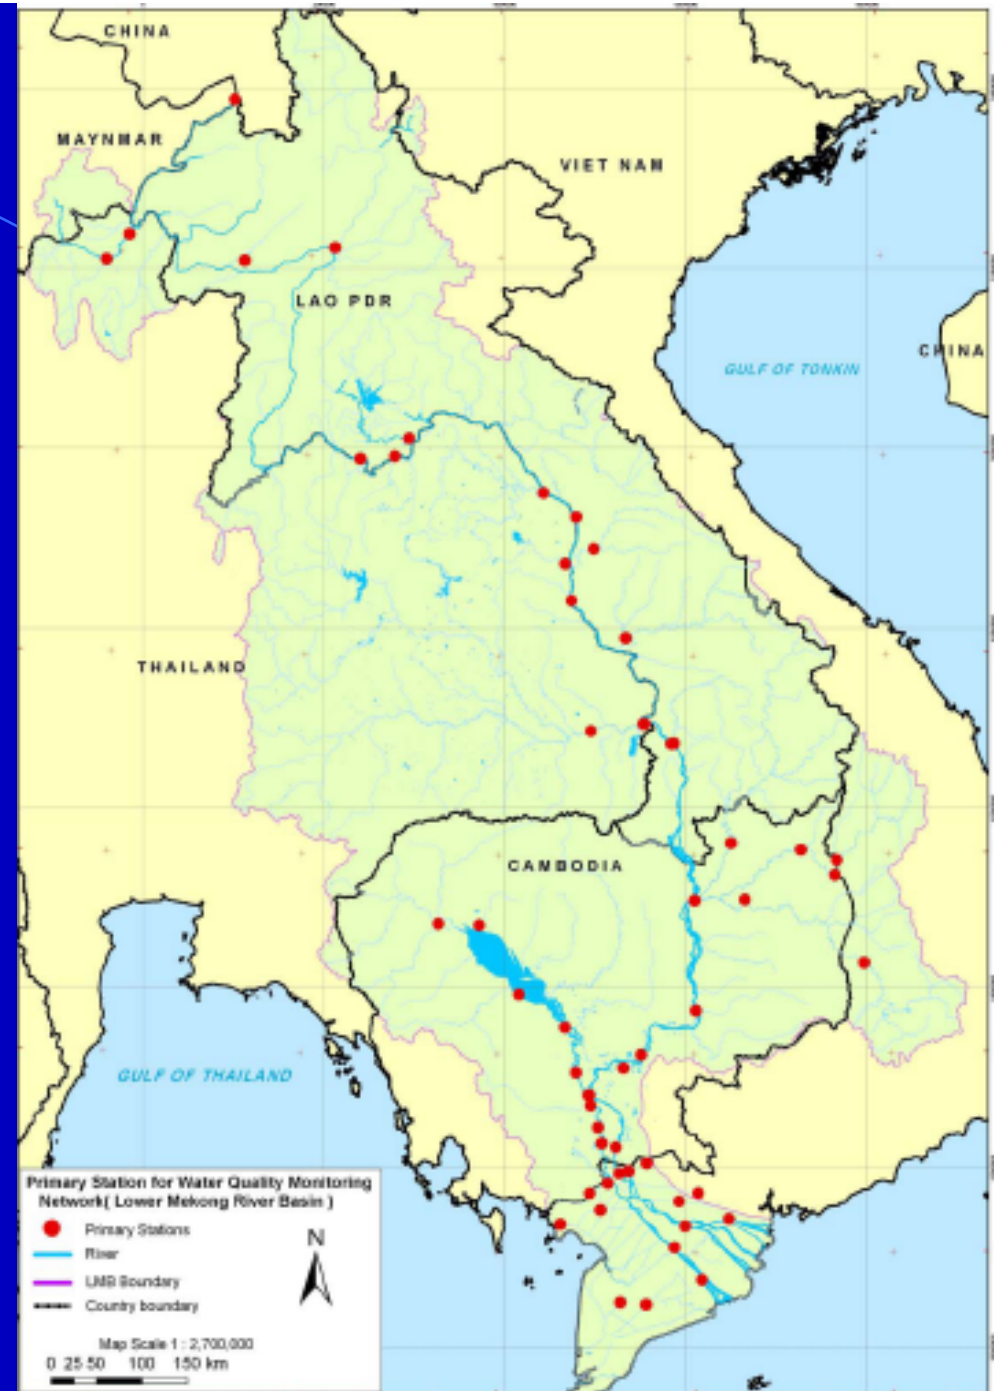 CHINA
MAYNMAR
VIET NAM
LAO PDR
CHINA
GULF OF TONKIN
THAILAND
CAMBODIA
GULF OF THAILAND
Primary Station for Water Quality Monitoring
Network( Lower Mekong River Basin )
Primary Stations
River
LMB Boundary
Country boundary
N
Map Scale 1 : 2,700,000
0 25 50 100 150 km